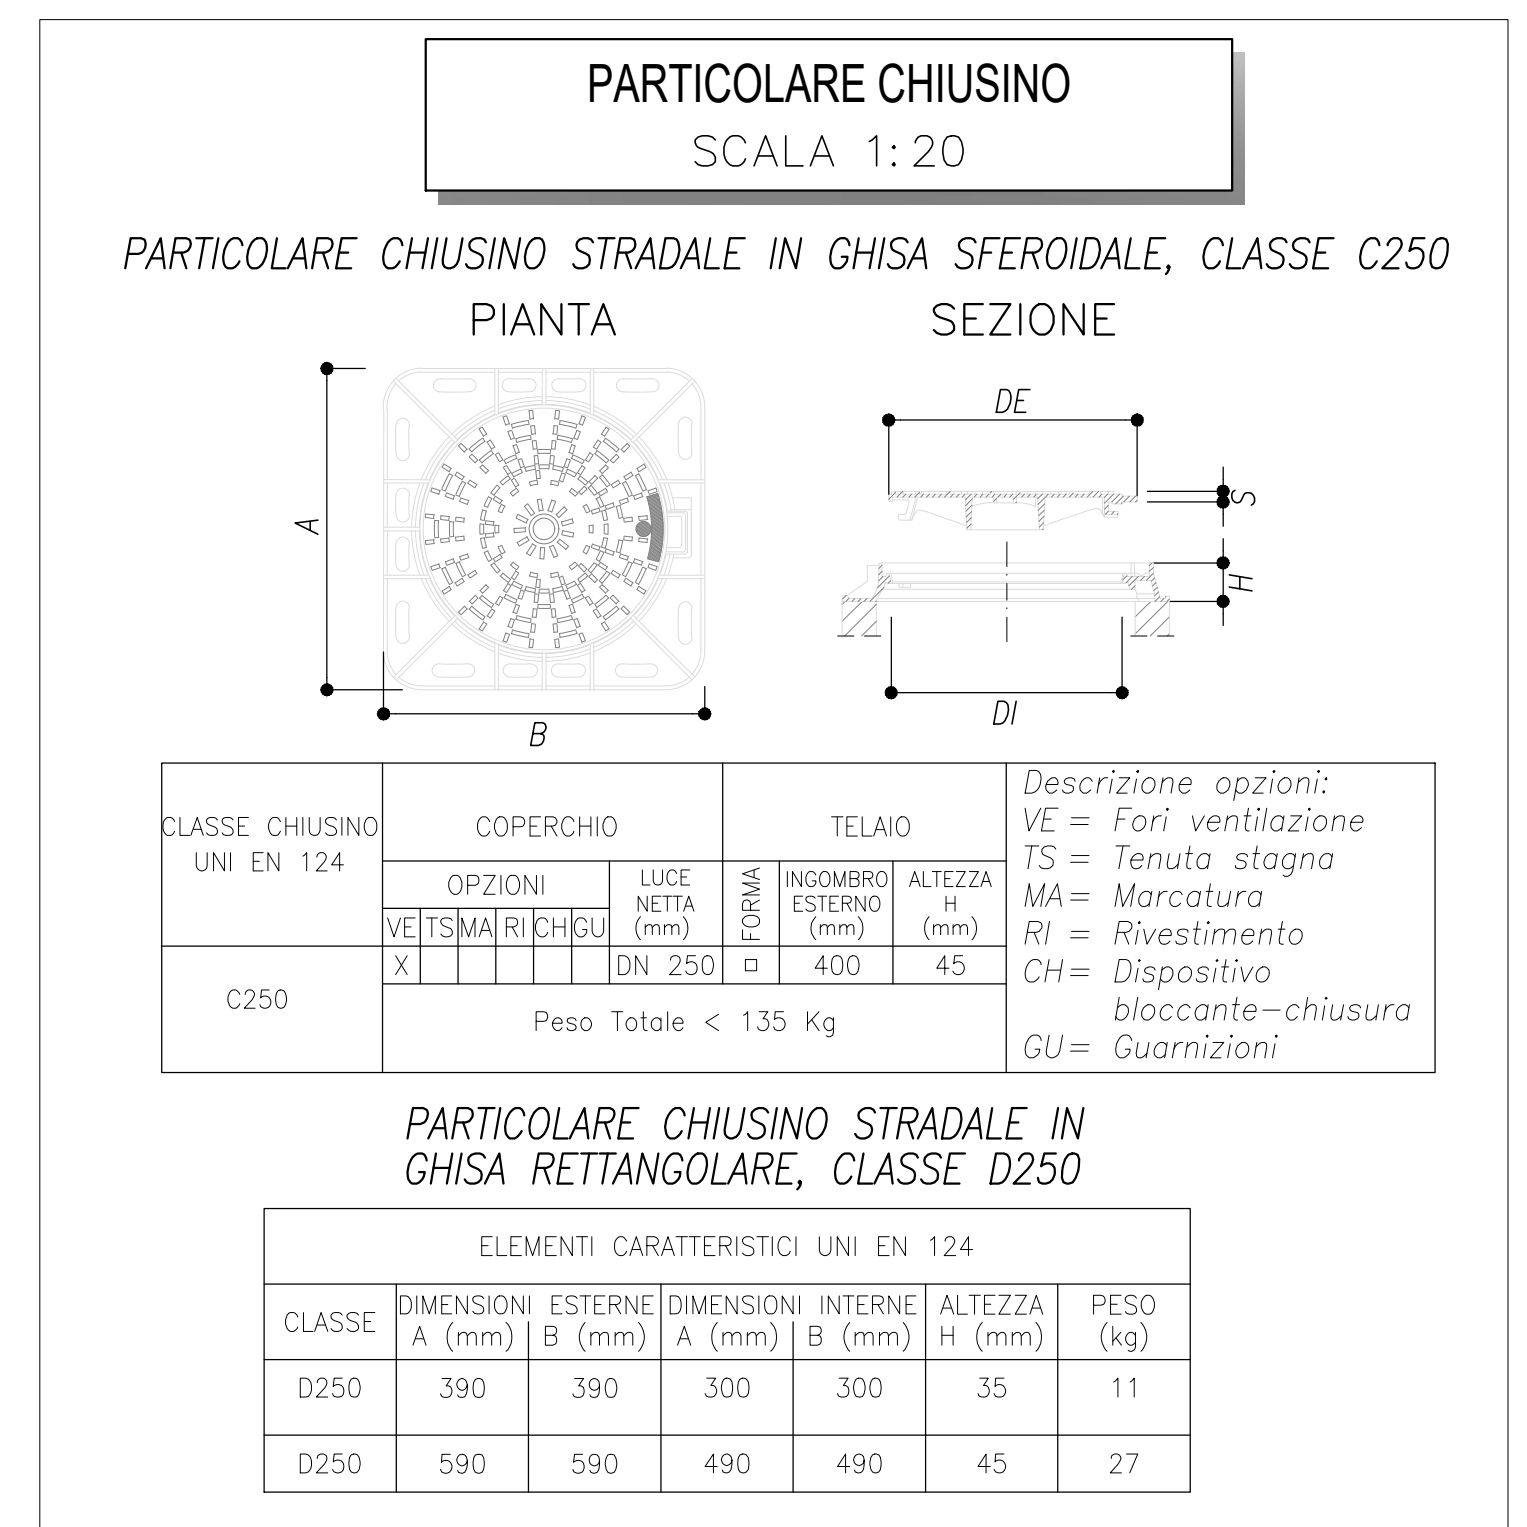 PARTICOLARE CHIUSINO
SCALA 1:20
PARTICOLARE CHIUSINO STRADALE IN GHISA SFEROIDALE, CLASSE C250
PIANTA
SEZIONE
A
B
DE
S
H
DI
CLASSE CHIUSINO
UNI EN 124
COPERCHIO
TELAIO
OPZIONI
LUCE
NETTA
(mm)
FORMA
INGOMBRO
ESTERNO
(mm)
ALTEZZA
H
(mm)
VE TS MA RI CH GU
C250
X DN 250 □ 400 45
Peso Totale < 135 Kg
Descrizione opzioni:
VE = Fori ventilazione
TS = Tenuta stagna
MA = Marcatura
RI = Rivestimento
CH = Dispositivo
bloccante-chiusura
GU = Guarnizioni
PARTICOLARE CHIUSINO STRADALE IN
GHISA RETTANGOLARE, CLASSE D250
ELEMENTI CARATTERISTICI UNI EN 124
CLASSE
DIMENSIONI ESTERNE
A (mm) B (mm)
DIMENSIONI INTERNE
A (mm) B (mm)
ALTEZZA
H (mm)
PESO
(kg)
D250 390 390 300 300 35 11
D250 590 590 490 490 45 27